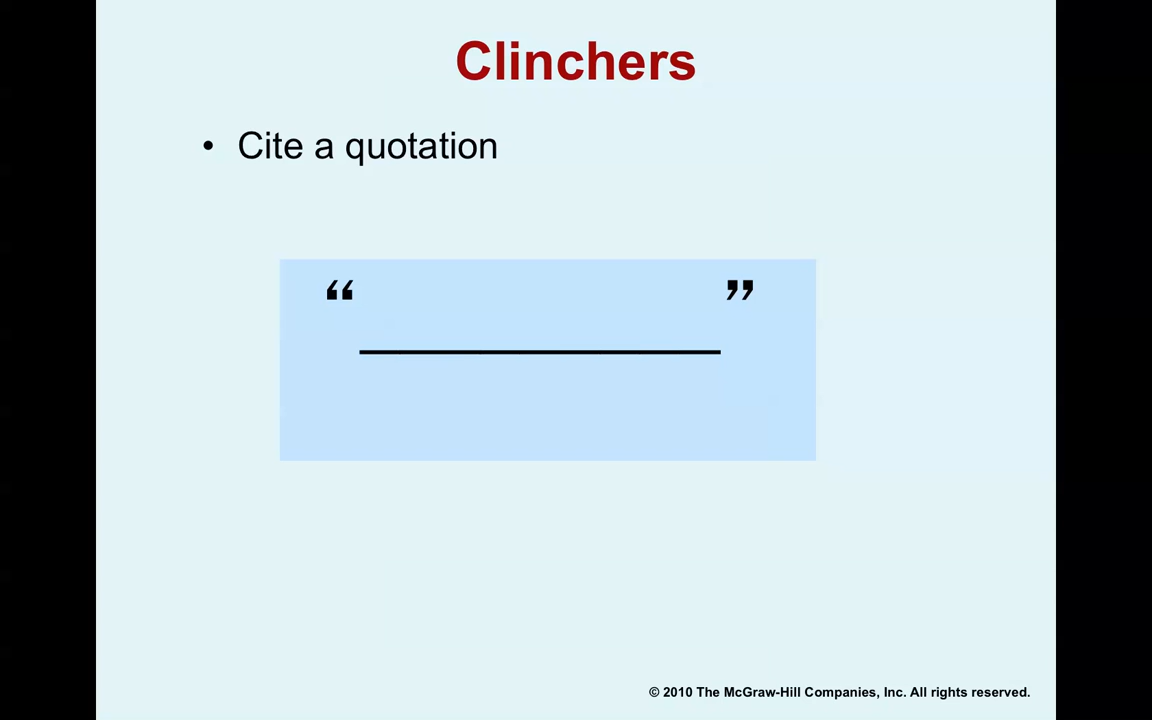 Clinchers
• Cite a quotation
“ ”
© 2010 The McGraw-Hill Companies, Inc. All rights reserved.